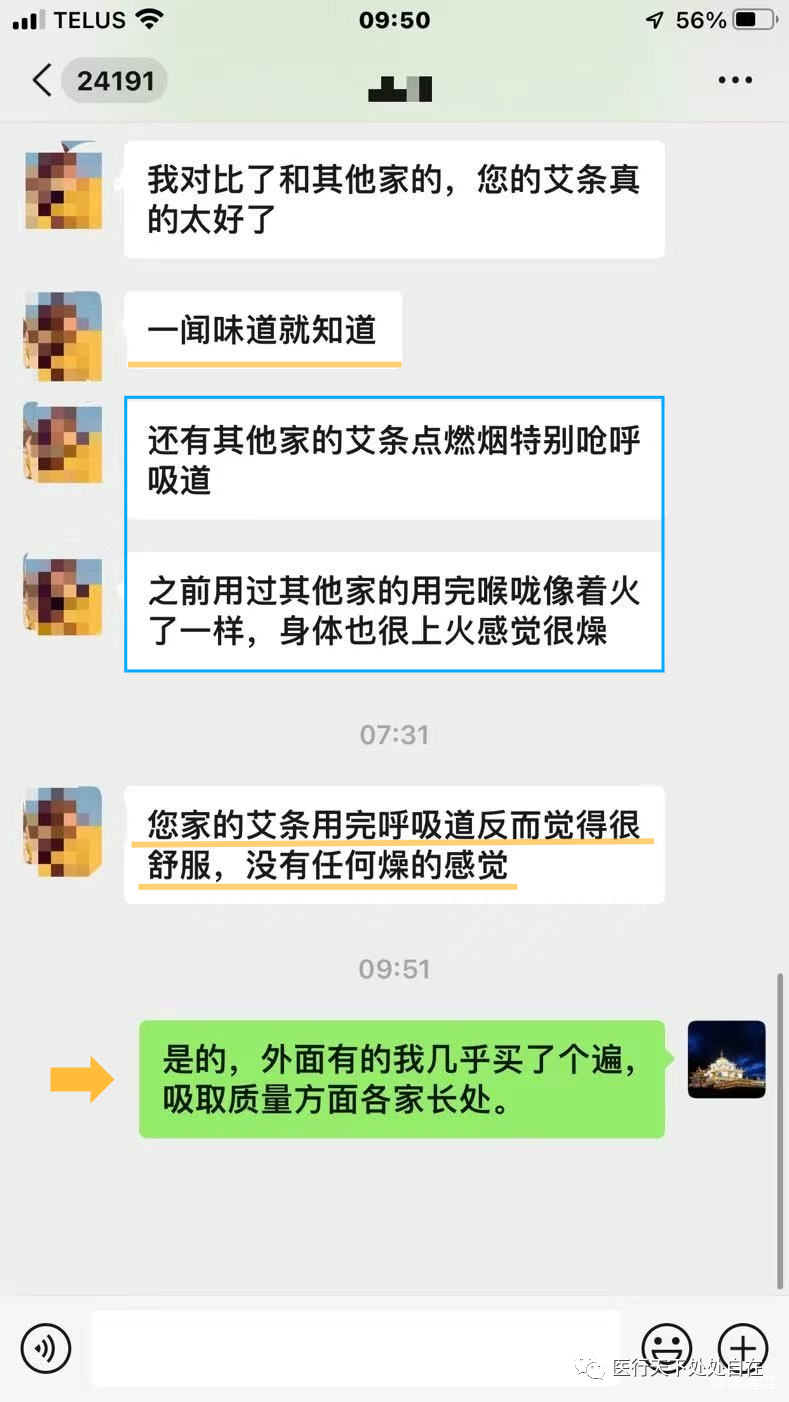 TELUS 09:50 56%
24191
我对比了和其他家的，您的艾条真
的太好了
一闻味道就知道
还有其他家的艾条点燃烟特别呛呼
吸道
之前用过其他家的用完喉咙像着火
了一样，身体也很上火感觉很燥
07:31
您家的艾条用完呼吸道反而觉得很
舒服，没有任何燥的感觉
09:51
是的，外面有的我几乎买了个遍，
吸取质量方面各家长处。
医行天下处处自在